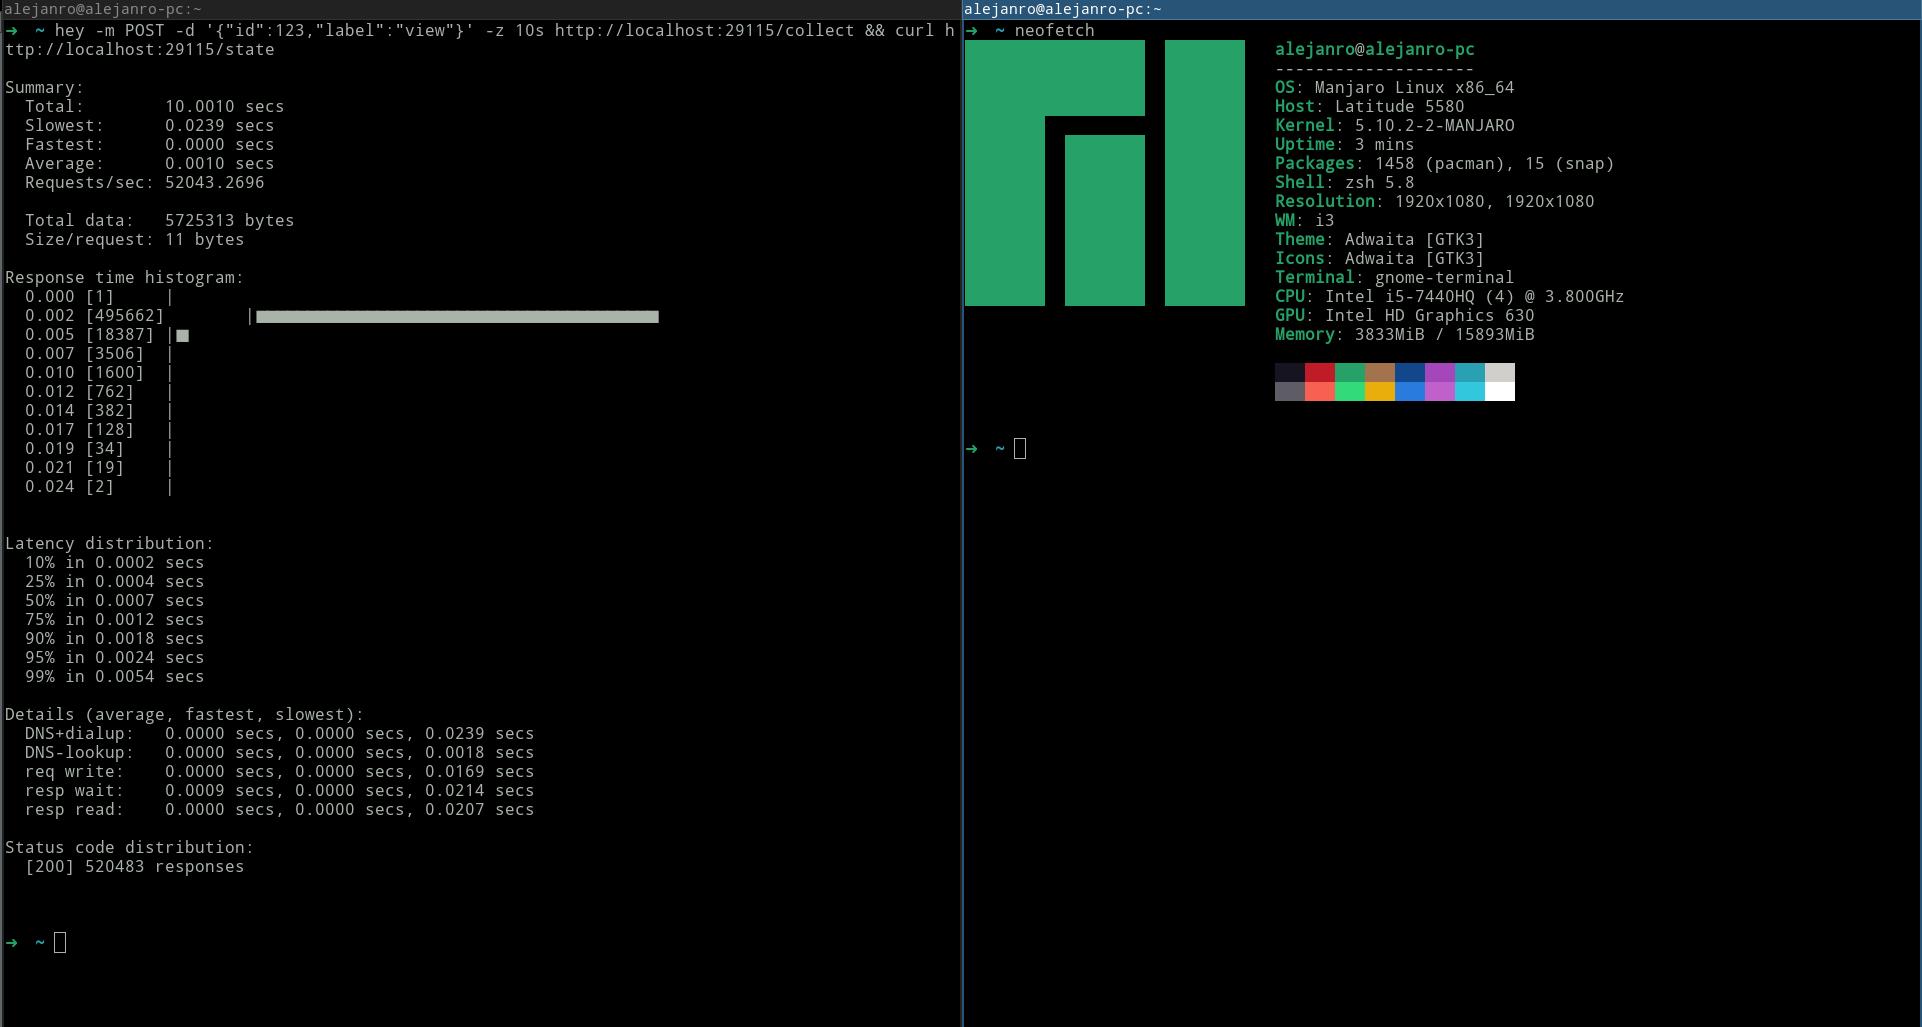 alejanro@alejanro-pc:~
➜  ~ hey -m POST -d '{"id":123,"label":"view"}' -z 10s http://localhost:29115/collect && curl h
ttp://localhost:29115/state

Summary:
  Total:        10.0010 secs
  Slowest:      0.0239 secs
  Fastest:      0.0000 secs
  Average:      0.0010 secs
  Requests/sec: 52043.2696

  Total data:   5725313 bytes
  Size/request: 11 bytes

Response time histogram:
  0.000 [1]     |
  0.002 [495662]        |■■■■■■■■■■■■■■■■■■■■■■■■■■■■■■■■■■■■■■■■
  0.005 [18387] |■
  0.007 [3506]  |
  0.010 [1600]  |
  0.012 [762]   |
  0.014 [382]   |
  0.017 [128]   |
  0.019 [34]    |
  0.021 [19]    |
  0.024 [2]     |

Latency distribution:
  10% in 0.0002 secs
  25% in 0.0004 secs
  50% in 0.0007 secs
  75% in 0.0012 secs
  90% in 0.0018 secs
  95% in 0.0024 secs
  99% in 0.0054 secs

Details (average, fastest, slowest):
  DNS+dialup:   0.0000 secs, 0.0000 secs, 0.0239 secs
  DNS-lookup:   0.0000 secs, 0.0000 secs, 0.0018 secs
  req write:    0.0000 secs, 0.0000 secs, 0.0169 secs
  resp wait:    0.0009 secs, 0.0000 secs, 0.0214 secs
  resp read:    0.0000 secs, 0.0000 secs, 0.0207 secs

Status code distribution:
  [200] 520483 responses

➜  ~
alejanro@alejanro-pc:~
➜  ~ neofetch
alejanro@alejanro-pc
--------------------
OS: Manjaro Linux x86_64
Host: Latitude 5580
Kernel: 5.10.2-2-MANJARO
Uptime: 3 mins
Packages: 1458 (pacman), 15 (snap)
Shell: zsh 5.8
Resolution: 1920x1080, 1920x1080
WM: i3
Theme: Adwaita [GTK3]
Icons: Adwaita [GTK3]
Terminal: gnome-terminal
CPU: Intel i5-7440HQ (4) @ 3.800GHz
GPU: Intel HD Graphics 630
Memory: 3833MiB / 15893MiB

➜  ~